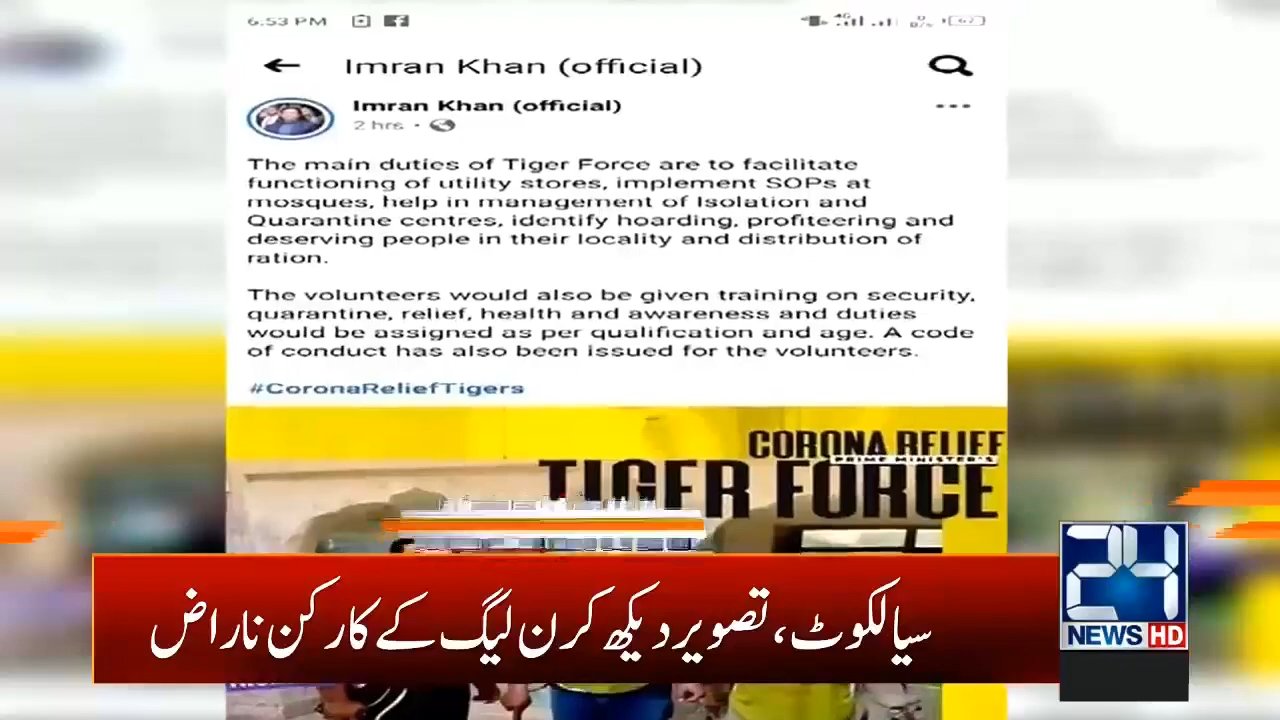 6:53 PM
Imran Khan (official)
Imran Khan (official)
2 hrs
The main duties of Tiger Force are to facilitate
functioning of utility stores, implement SOPs at
mosques, help in management of Isolation and
Quarantine centres, identify hoarding, profiteering and
deserving people in their locality and distribution of
ration.
The volunteers would also be given training on security,
quarantine, relief, health and awareness and duties
would be assigned as per qualification and age. A code
of conduct has also been issued for the volunteers.
#CoronaReliefTigers
CORONA RELIEF
PRIME MINISTER'S
TIGER FORCE
سیالکوٹ، تصویر دیکھ کر ن لیگ کے کارکن ناراض
24
NEWS HD